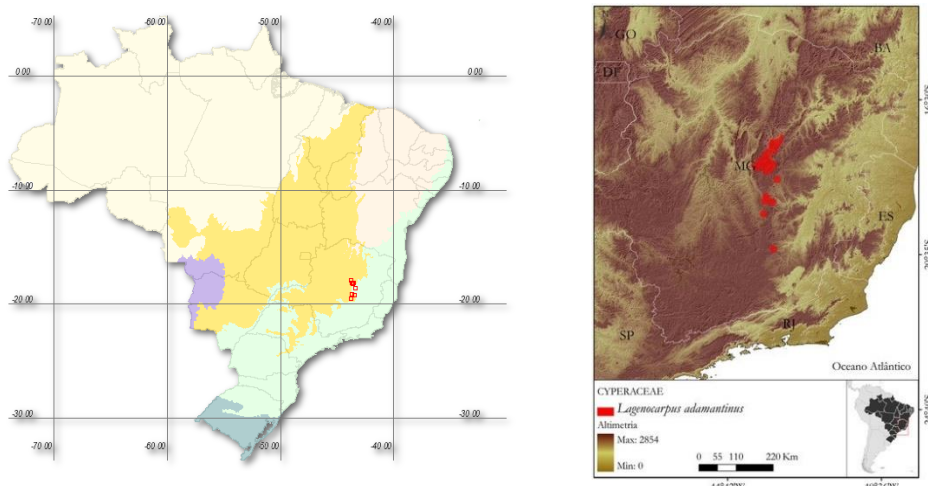 -70.00 -60.00 -50.00 -40.00
0.00 0.00
-10.00 -10.00
-20.00 -20.00
-30.00 -30.00
-70.00 -60.00 -50.00 -40.00
GO
BA
DF
MG
ES
SP
RJ
Oceano Atlântico
CYPERACEAE
Lagenocarpus adamantinus
Altimetria
Max: 2854
Min: 0
0 55 110 220 Km